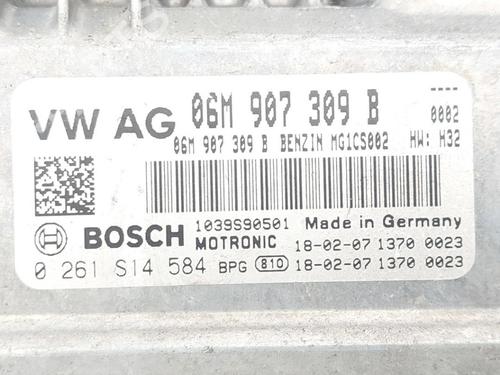 VW AG 06M 907 309 B 0002
06M 907 309 B BENZIN MG1CS002 HW: H32
1039S90501 Made in Germany
BOSCH MOTRONIC 18-02-07 1370 0023
0 261 S14 584 BPG 810 18-02-07 1370 0023